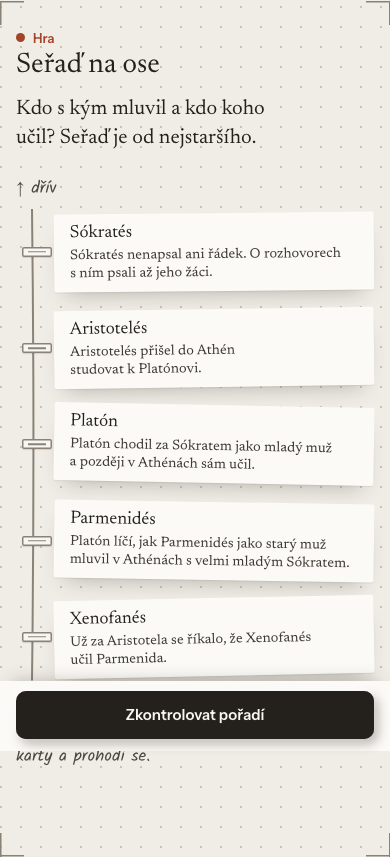 Hra
Seřaď na ose
Kdo s kým mluvil a kdo koho
učil? Seřaď je od nejstaršího.
↑ dřív
Sókratés
Sókratés nenapsal ani řádek. O rozhovorech
s ním psali až jeho žáci.
Aristotelés
Aristotelés přišel do Athén
studovat k Platónovi.
Platón
Platón chodil za Sókratem jako mladý muž
a později v Athénách sám učil.
Parmenidés
Platón líčí, jak Parmenidés jako starý muž
mluvil v Athénách s velmi mladým Sókratem.
Xenofanés
Už za Aristotela se říkalo, že Xenofanés
učil Parmenida.
Zkontrolovat pořadí
karty a prohodí se.